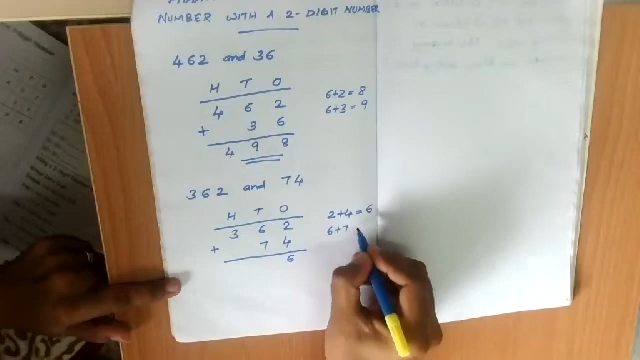 NUMBER WITH A 2-DIGIT NUMBER
462 and 36
H T O
4 6 2
+ 3 6
4 9 8
6+2 = 8
6+3 = 9
362 and 74
H T O
3 6 2
+ 7 4
6
2+4 = 6
6+7